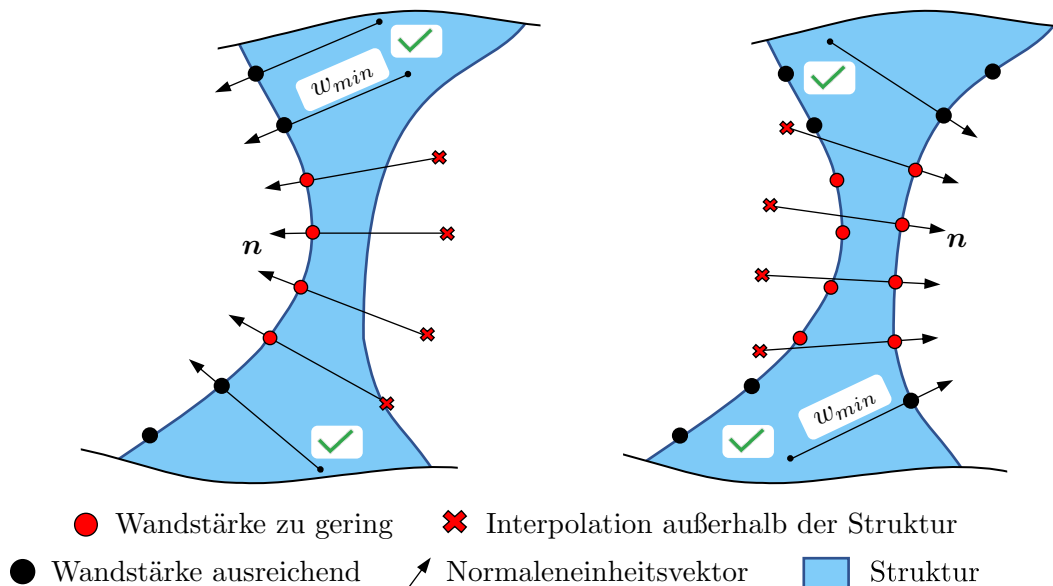 w_min
n
n
w_min
Wandstärke zu gering
Interpolation außerhalb der Struktur
Wandstärke ausreichend
Normaleneinheitsvektor
Struktur